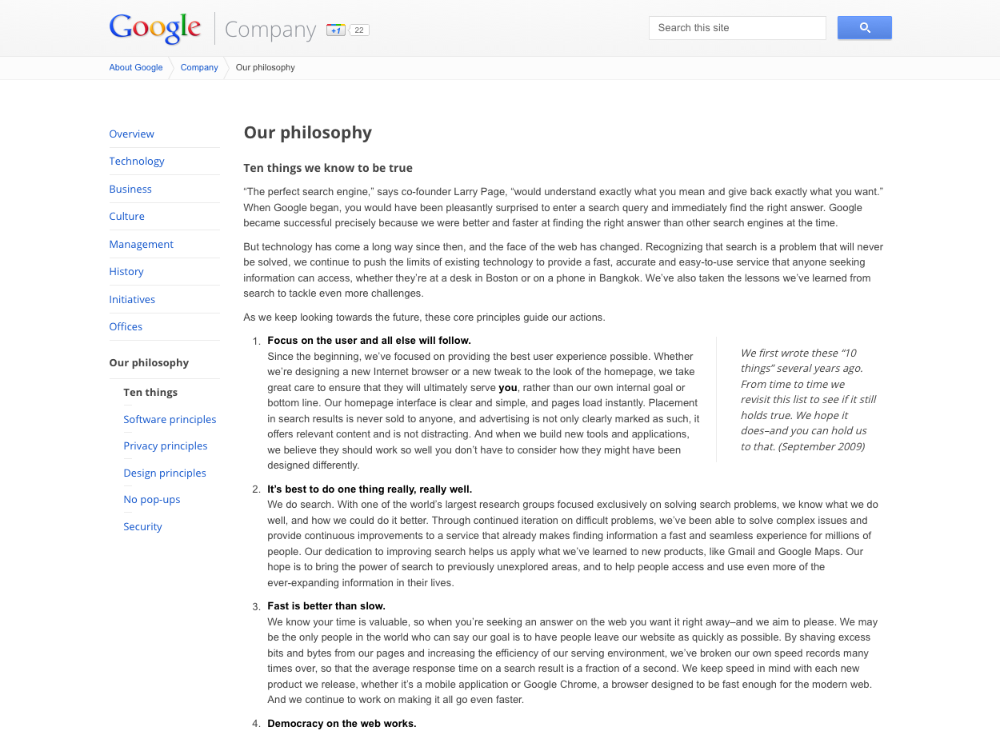 Google Company +1 22 Search this site
About Google Company Our philosophy
Overview
Technology
Business
Culture
Management
History
Initiatives
Offices
Our philosophy
Ten things
Software principles
Privacy principles
Design principles
No pop-ups
Security
Our philosophy
Ten things we know to be true
“The perfect search engine,” says co-founder Larry Page, “would understand exactly what you mean and give back exactly what you want.”
When Google began, you would have been pleasantly surprised to enter a search query and immediately find the right answer. Google
became successful precisely because we were better and faster at finding the right answer than other search engines at the time.
But technology has come a long way since then, and the face of the web has changed. Recognizing that search is a problem that will never
be solved, we continue to push the limits of existing technology to provide a fast, accurate and easy-to-use service that anyone seeking
information can access, whether they’re at a desk in Boston or on a phone in Bangkok. We’ve also taken the lessons we’ve learned from
search to tackle even more challenges.
As we keep looking towards the future, these core principles guide our actions.
1. Focus on the user and all else will follow.
Since the beginning, we’ve focused on providing the best user experience possible. Whether
we’re designing a new Internet browser or a new tweak to the look of the homepage, we take
great care to ensure that they will ultimately serve you, rather than our own internal goal or
bottom line. Our homepage interface is clear and simple, and pages load instantly. Placement
in search results is never sold to anyone, and advertising is not only clearly marked as such, it
offers relevant content and is not distracting. And when we build new tools and applications,
we believe they should work so well you don’t have to consider how they might have been
designed differently.
We first wrote these “10
things” several years ago.
From time to time we
revisit this list to see if it still
holds true. We hope it
does–and you can hold us
to that. (September 2009)
2. It’s best to do one thing really, really well.
We do search. With one of the world’s largest research groups focused exclusively on solving search problems, we know what we do
well, and how we could do it better. Through continued iteration on difficult problems, we’ve been able to solve complex issues and
provide continuous improvements to a service that already makes finding information a fast and seamless experience for millions of
people. Our dedication to improving search helps us apply what we’ve learned to new products, like Gmail and Google Maps. Our
hope is to bring the power of search to previously unexplored areas, and to help people access and use even more of the
ever-expanding information in their lives.
3. Fast is better than slow.
We know your time is valuable, so when you’re seeking an answer on the web you want it right away–and we aim to please. We may
be the only people in the world who can say our goal is to have people leave our website as quickly as possible. By shaving excess
bits and bytes from our pages and increasing the efficiency of our serving environment, we’ve broken our own speed records many
times over, so that the average response time on a search result is a fraction of a second. We keep speed in mind with each new
product we release, whether it’s a mobile application or Google Chrome, a browser designed to be fast enough for the modern web.
And we continue to work on making it all go even faster.
4. Democracy on the web works.